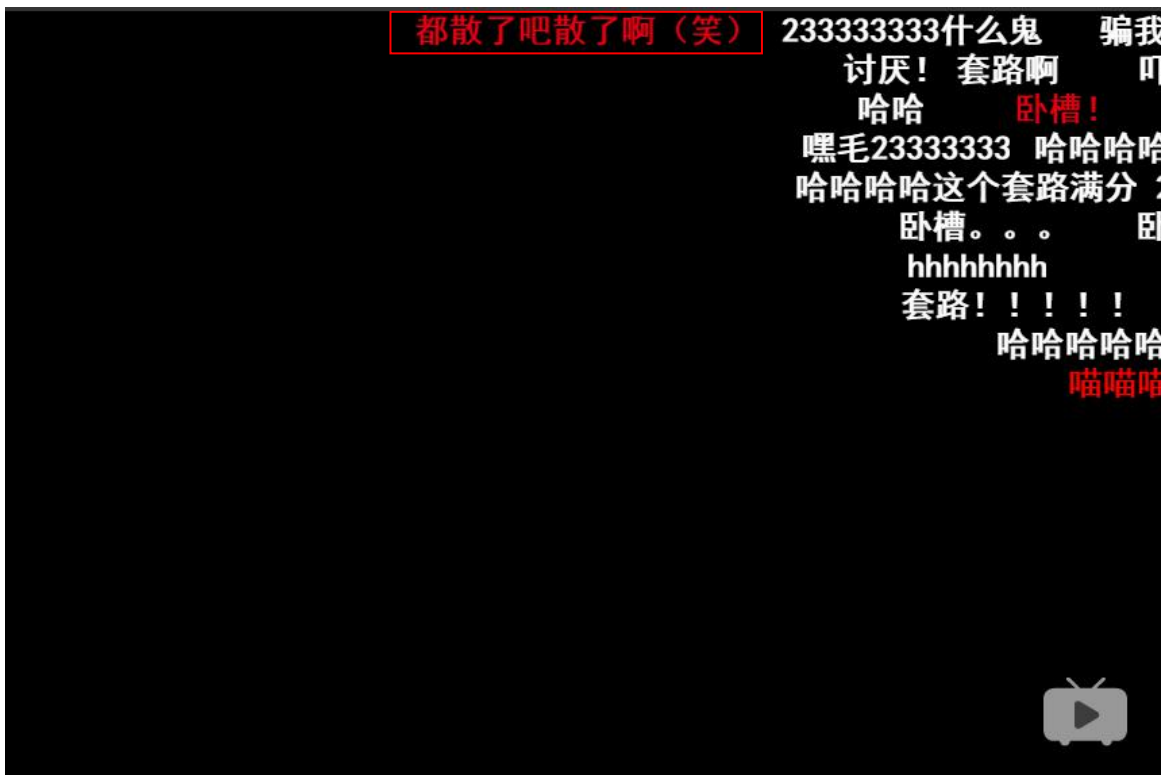 都散了吧散了啊（笑） 233333333什么鬼 骗我
讨厌！ 套路啊
哈哈 卧槽！
嘿毛23333333 哈哈哈哈
哈哈哈哈这个套路满分
卧槽。。。
hhhhhhhh
套路！！！！！
哈哈哈哈哈
喵喵喵